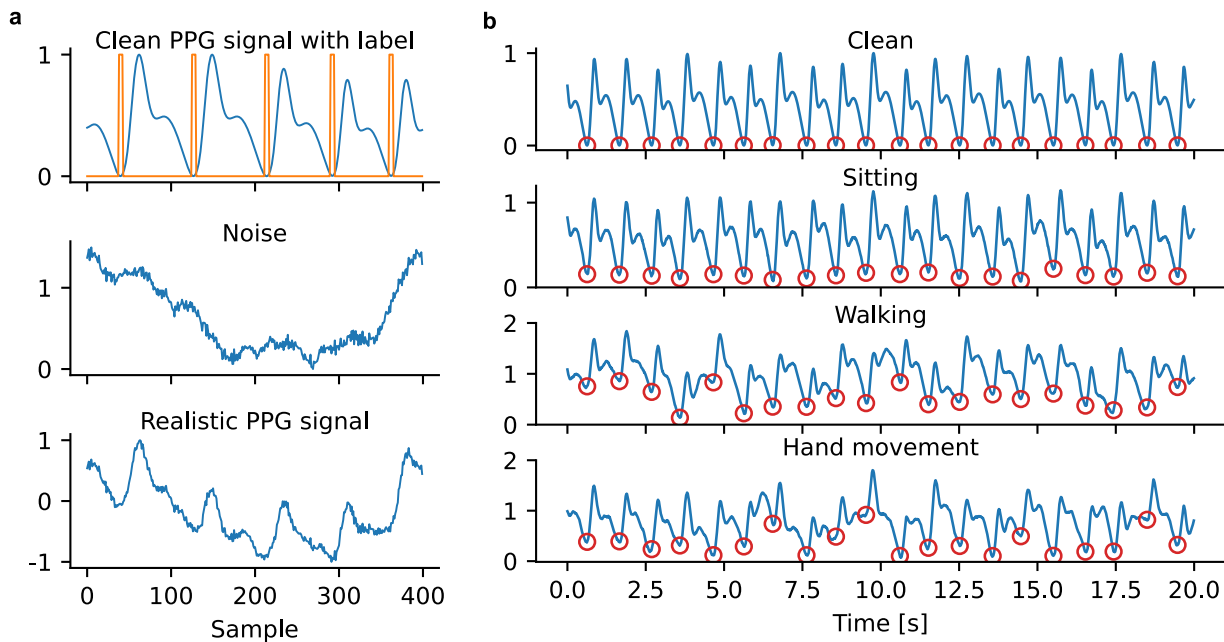 a
Clean PPG signal with label
1
0
Noise
1
0
Realistic PPG signal
1
0
-1
0 100 200 300 400
Sample
b
Clean
1
0
Sitting
1
0
Walking
2
1
0
Hand movement
2
1
0
0.0 2.5 5.0 7.5 10.0 12.5 15.0 17.5 20.0
Time [s]